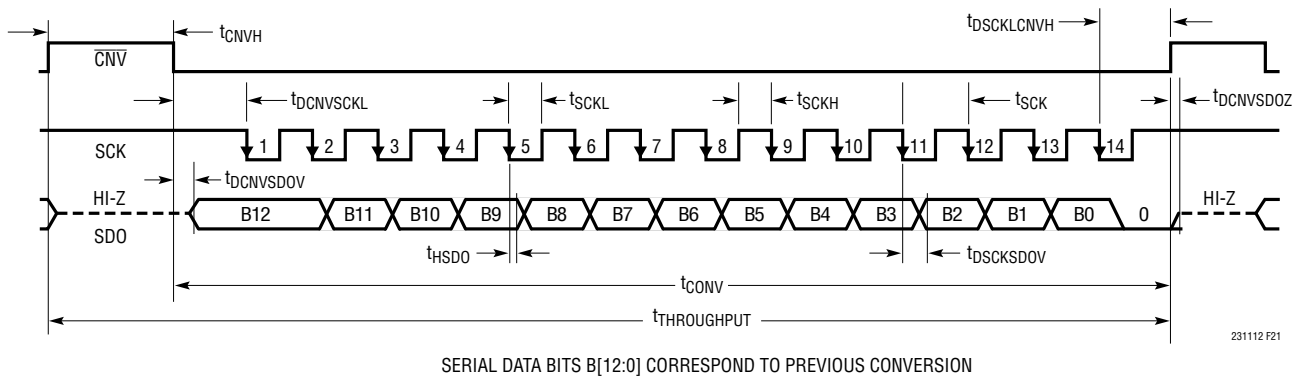 tCNVH
tDSCKLCNVH
CNV
tDCNVSCKL
tSCKL
tSCKH
tSCK
tDCNVSDOZ
SCK
1 2 3 4 5 6 7 8 9 10 11 12 13 14
tDCNVSDOV
HI-Z
SDO
B12 B11 B10 B9 B8 B7 B6 B5 B4 B3 B2 B1 B0 0
HI-Z
tHSDO
tDSCKSDOV
tCONV
tTHROUGHPUT
231112 F21
SERIAL DATA BITS B[12:0] CORRESPOND TO PREVIOUS CONVERSION